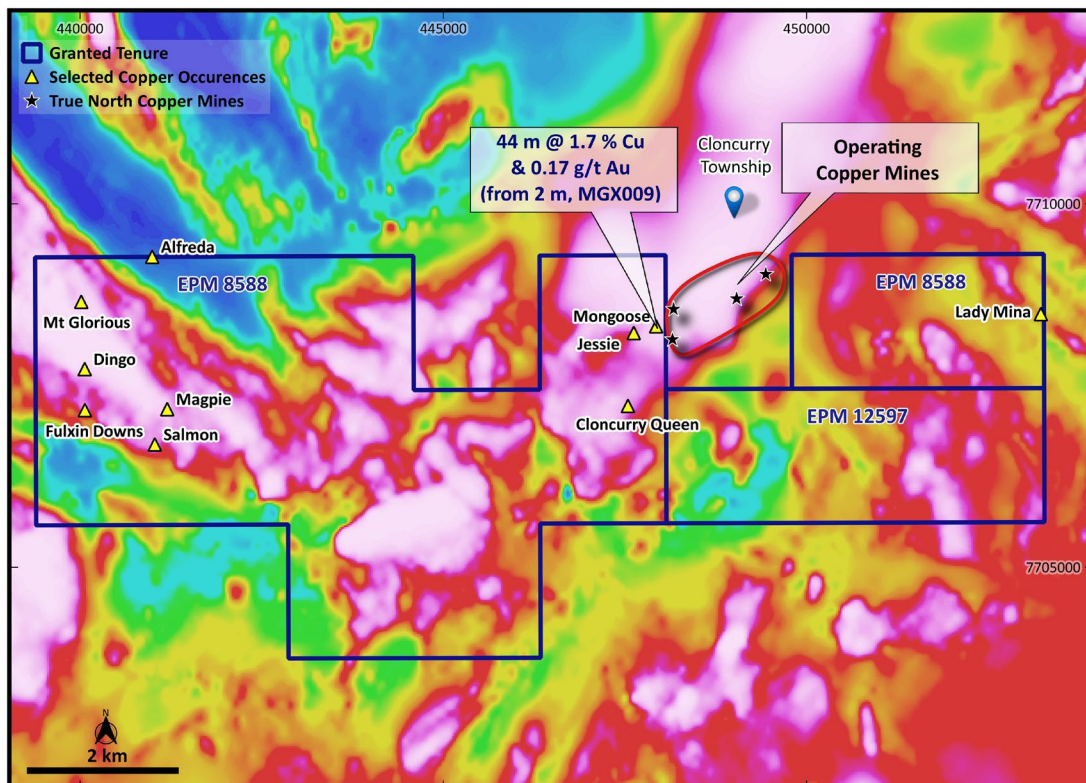 440000
445000
450000
Granted Tenure
Selected Copper Occurences
True North Copper Mines
44 m @ 1.7 % Cu
& 0.17 g/t Au
(from 2 m, MGX009)
Cloncurry
Township
Operating
Copper Mines
7710000
Alfreda
EPM 8588
EPM 8588
Mt Glorious
Mongoose
Lady Mina
Jessie
Dingo
Magpie
Fulxin Downs
Salmon
Cloncurry Queen
EPM 12597
7705000
N
2 km